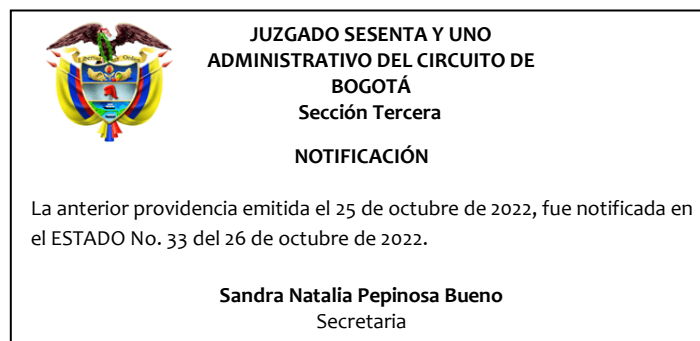 JUZGADO SESENTA Y UNO
ADMINISTRATIVO DEL CIRCUITO DE
BOGOTÁ
Sección Tercera
NOTIFICACIÓN
La anterior providencia emitida el 25 de octubre de 2022, fue notificada en
el ESTADO No. 33 del 26 de octubre de 2022.
Sandra Natalia Pepinosa Bueno
Secretaria